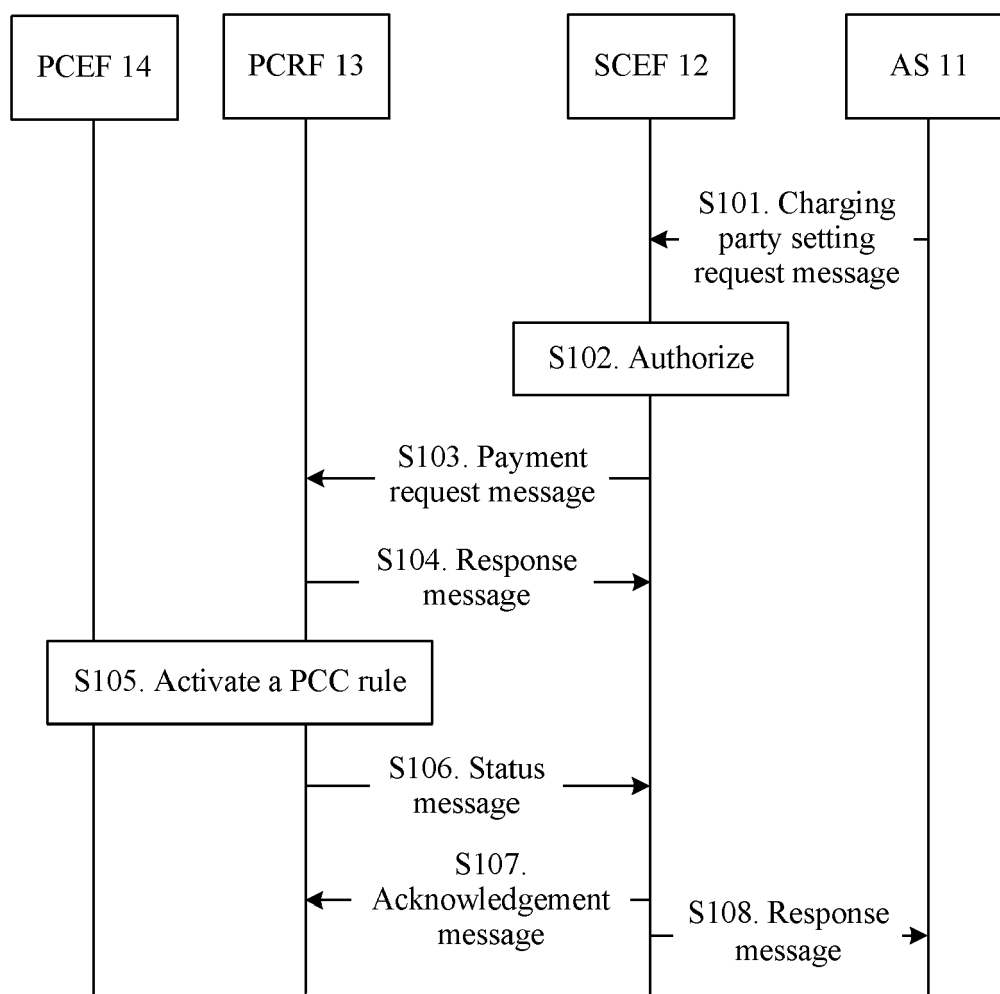 PCEF 14
PCRF 13
SCEF 12
AS 11
S101. Charging
party setting
request message
S102. Authorize
S103. Payment
request message
S104. Response
message
S105. Activate a PCC rule
S106. Status
message
S107.
Acknowledgement
message
S108. Response
message